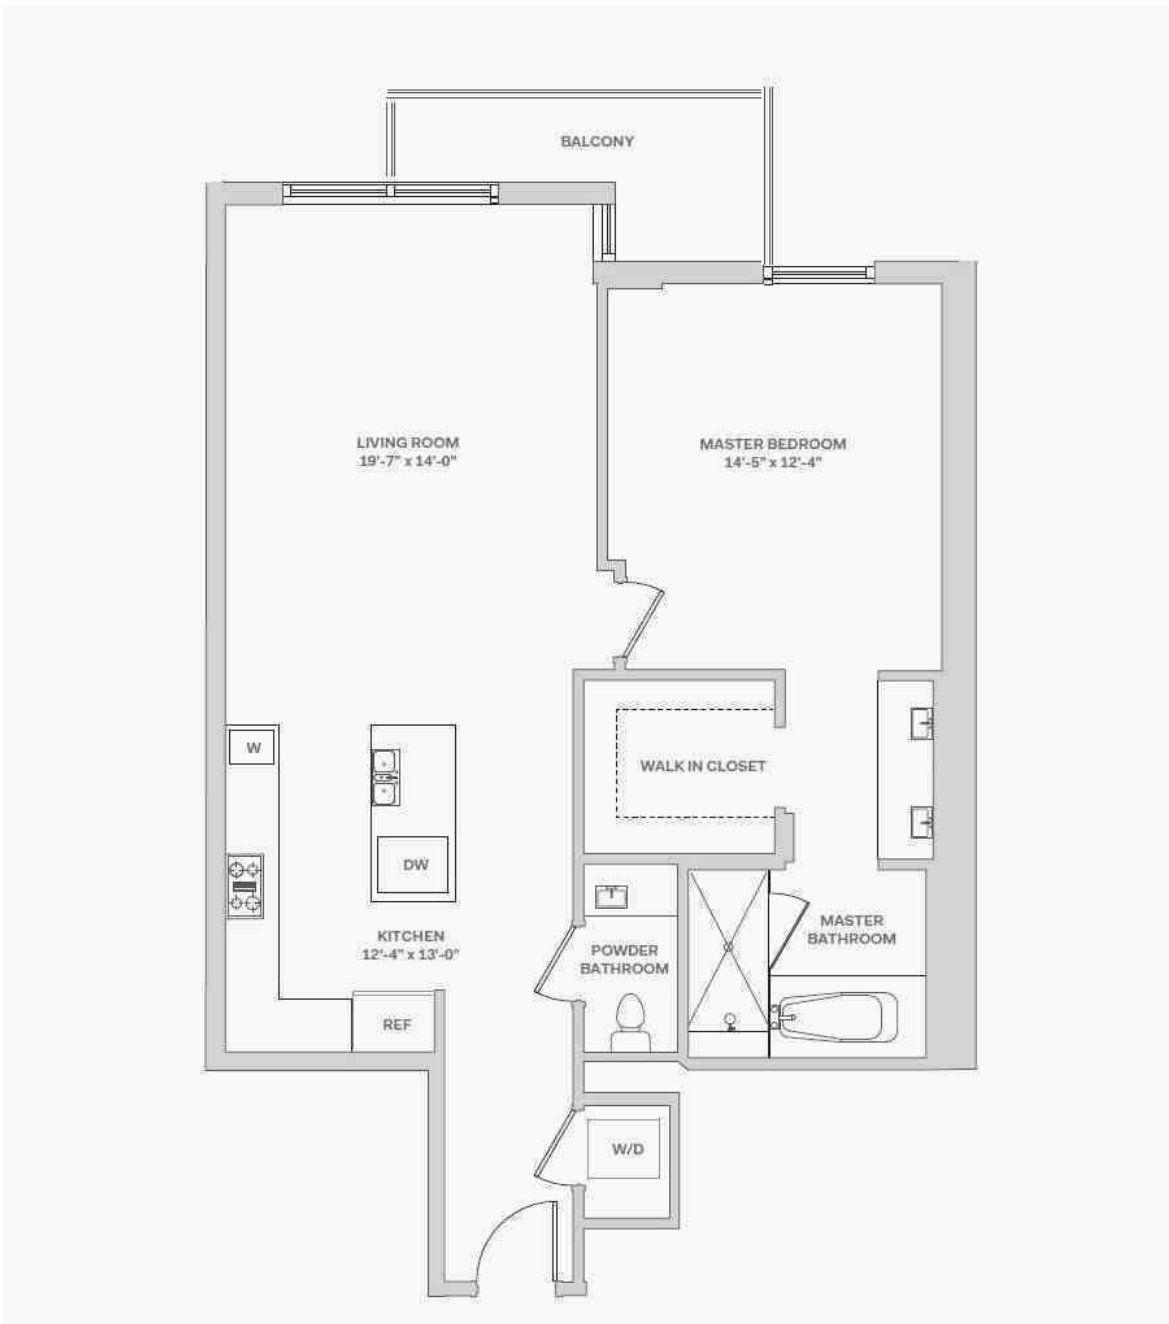 BALCONY
LIVING ROOM
19'-7" x 14'-0"
MASTER BEDROOM
14'-5" x 12'-4"
W
WALK IN CLOSET
DW
KITCHEN
12'-4" x 13'-0"
POWDER
BATHROOM
MASTER
BATHROOM
REF
W/D